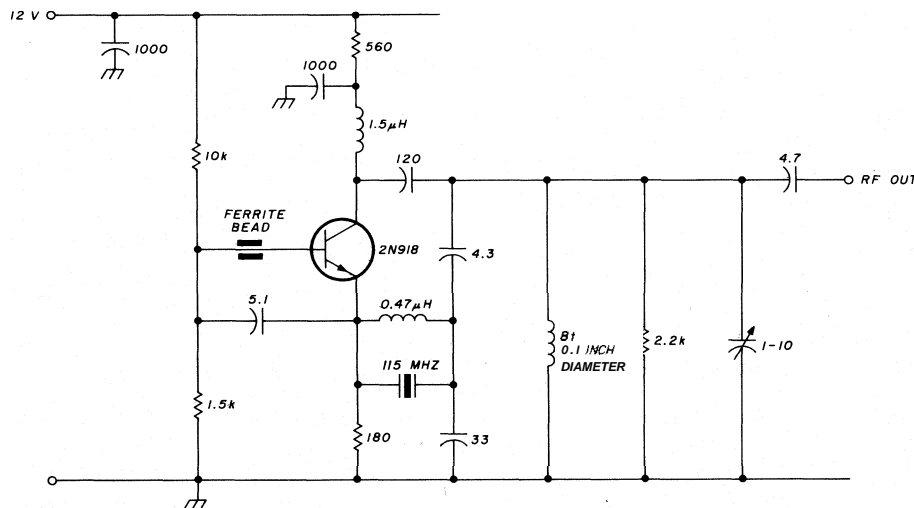 12 V
1000
560
1000
1.5µH
10k
120
4.7
RF OUT
FERRITE
BEAD
2N918
4.3
5.1
0.47µH
8t
0.1 INCH
DIAMETER
2.2k
1-10
115 MHZ
1.5k
180
33